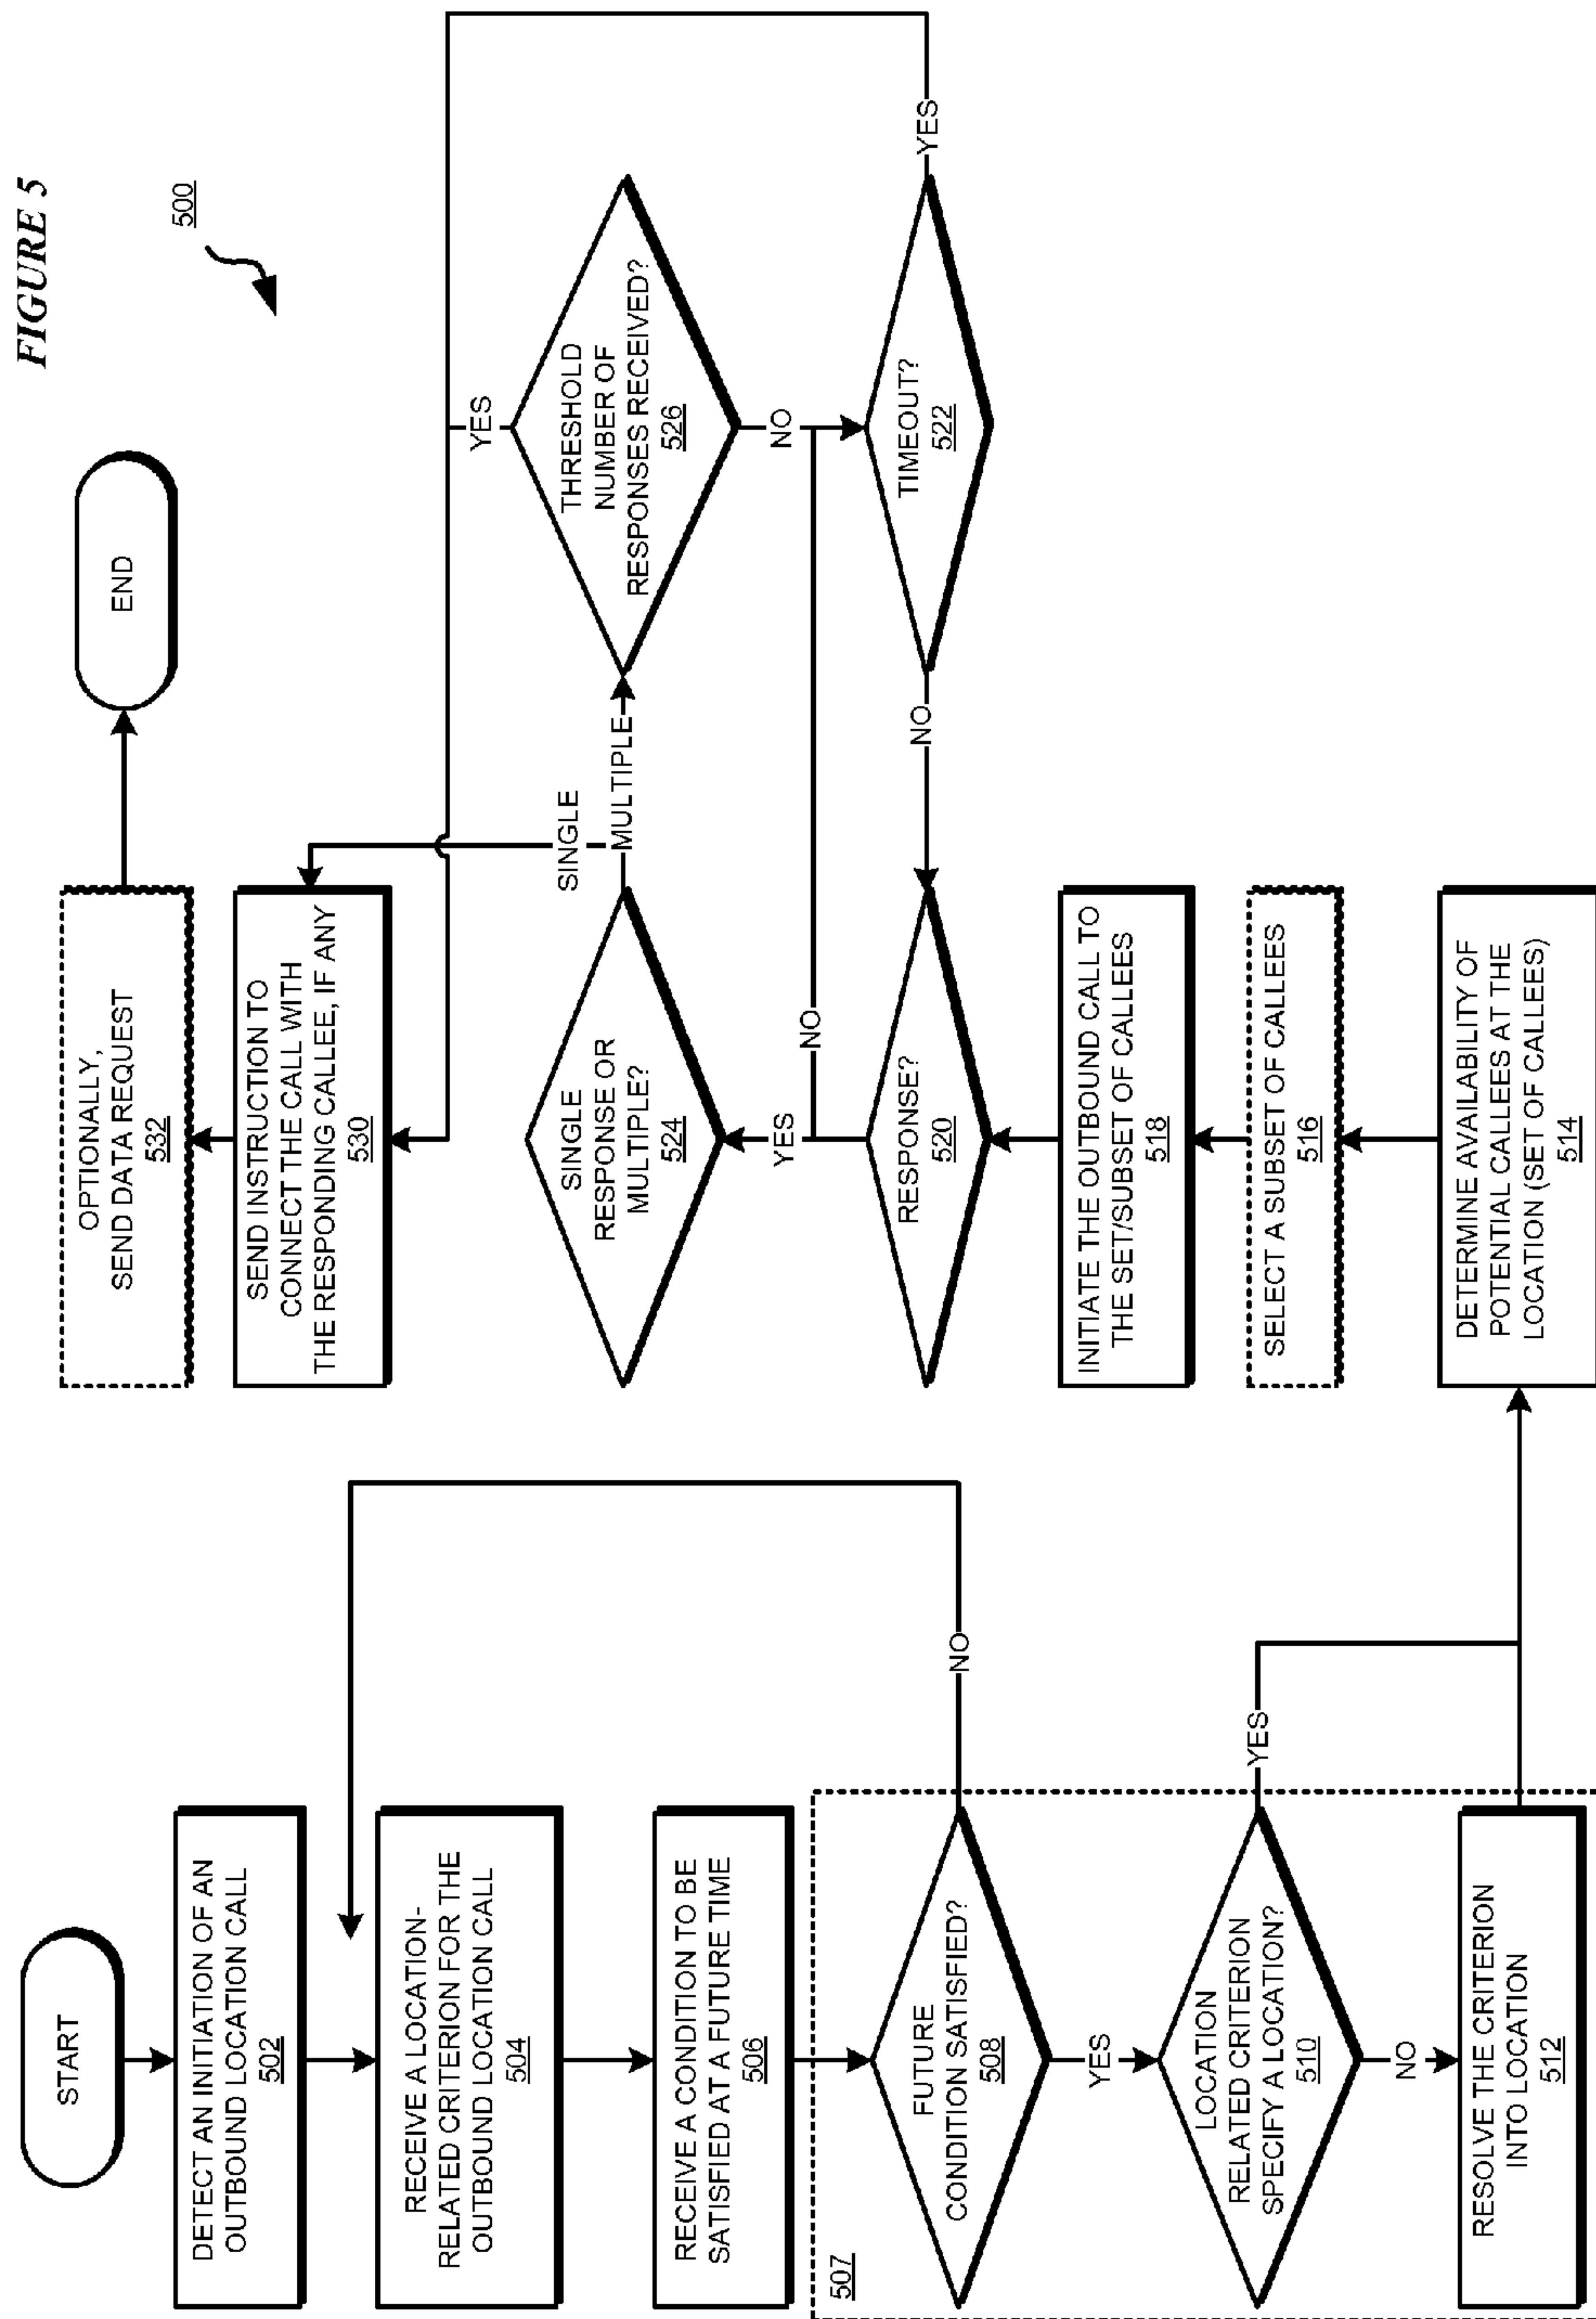 FIGURE 5
500
START
DETECT AN INITIATION OF AN
OUTBOUND LOCATION CALL
502
RECEIVE A LOCATION-
RELATED CRITERION FOR THE
OUTBOUND LOCATION CALL
504
RECEIVE A CONDITION TO BE
SATISFIED AT A FUTURE TIME
506
507
FUTURE
CONDITION SATISFIED?
508
NO
YES
LOCATION
RELATED CRITERION
SPECIFY A LOCATION?
510
YES
NO
RESOLVE THE CRITERION
INTO LOCATION
512
DETERMINE AVAILABILITY OF
POTENTIAL CALLEES AT THE
LOCATION (SET OF CALLEES)
514
SELECT A SUBSET OF CALLEES
516
INITIATE THE OUTBOUND CALL TO
THE SET/SUBSET OF CALLEES
518
RESPONSE?
520
YES
NO
SINGLE
RESPONSE OR
MULTIPLE?
524
SINGLE
MULTIPLE
THRESHOLD
NUMBER OF
RESPONSES RECEIVED?
526
YES
NO
TIMEOUT?
522
YES
NO
SEND INSTRUCTION TO
CONNECT THE CALL WITH
THE RESPONDING CALLEE, IF ANY
530
OPTIONALLY,
SEND DATA REQUEST
532
END